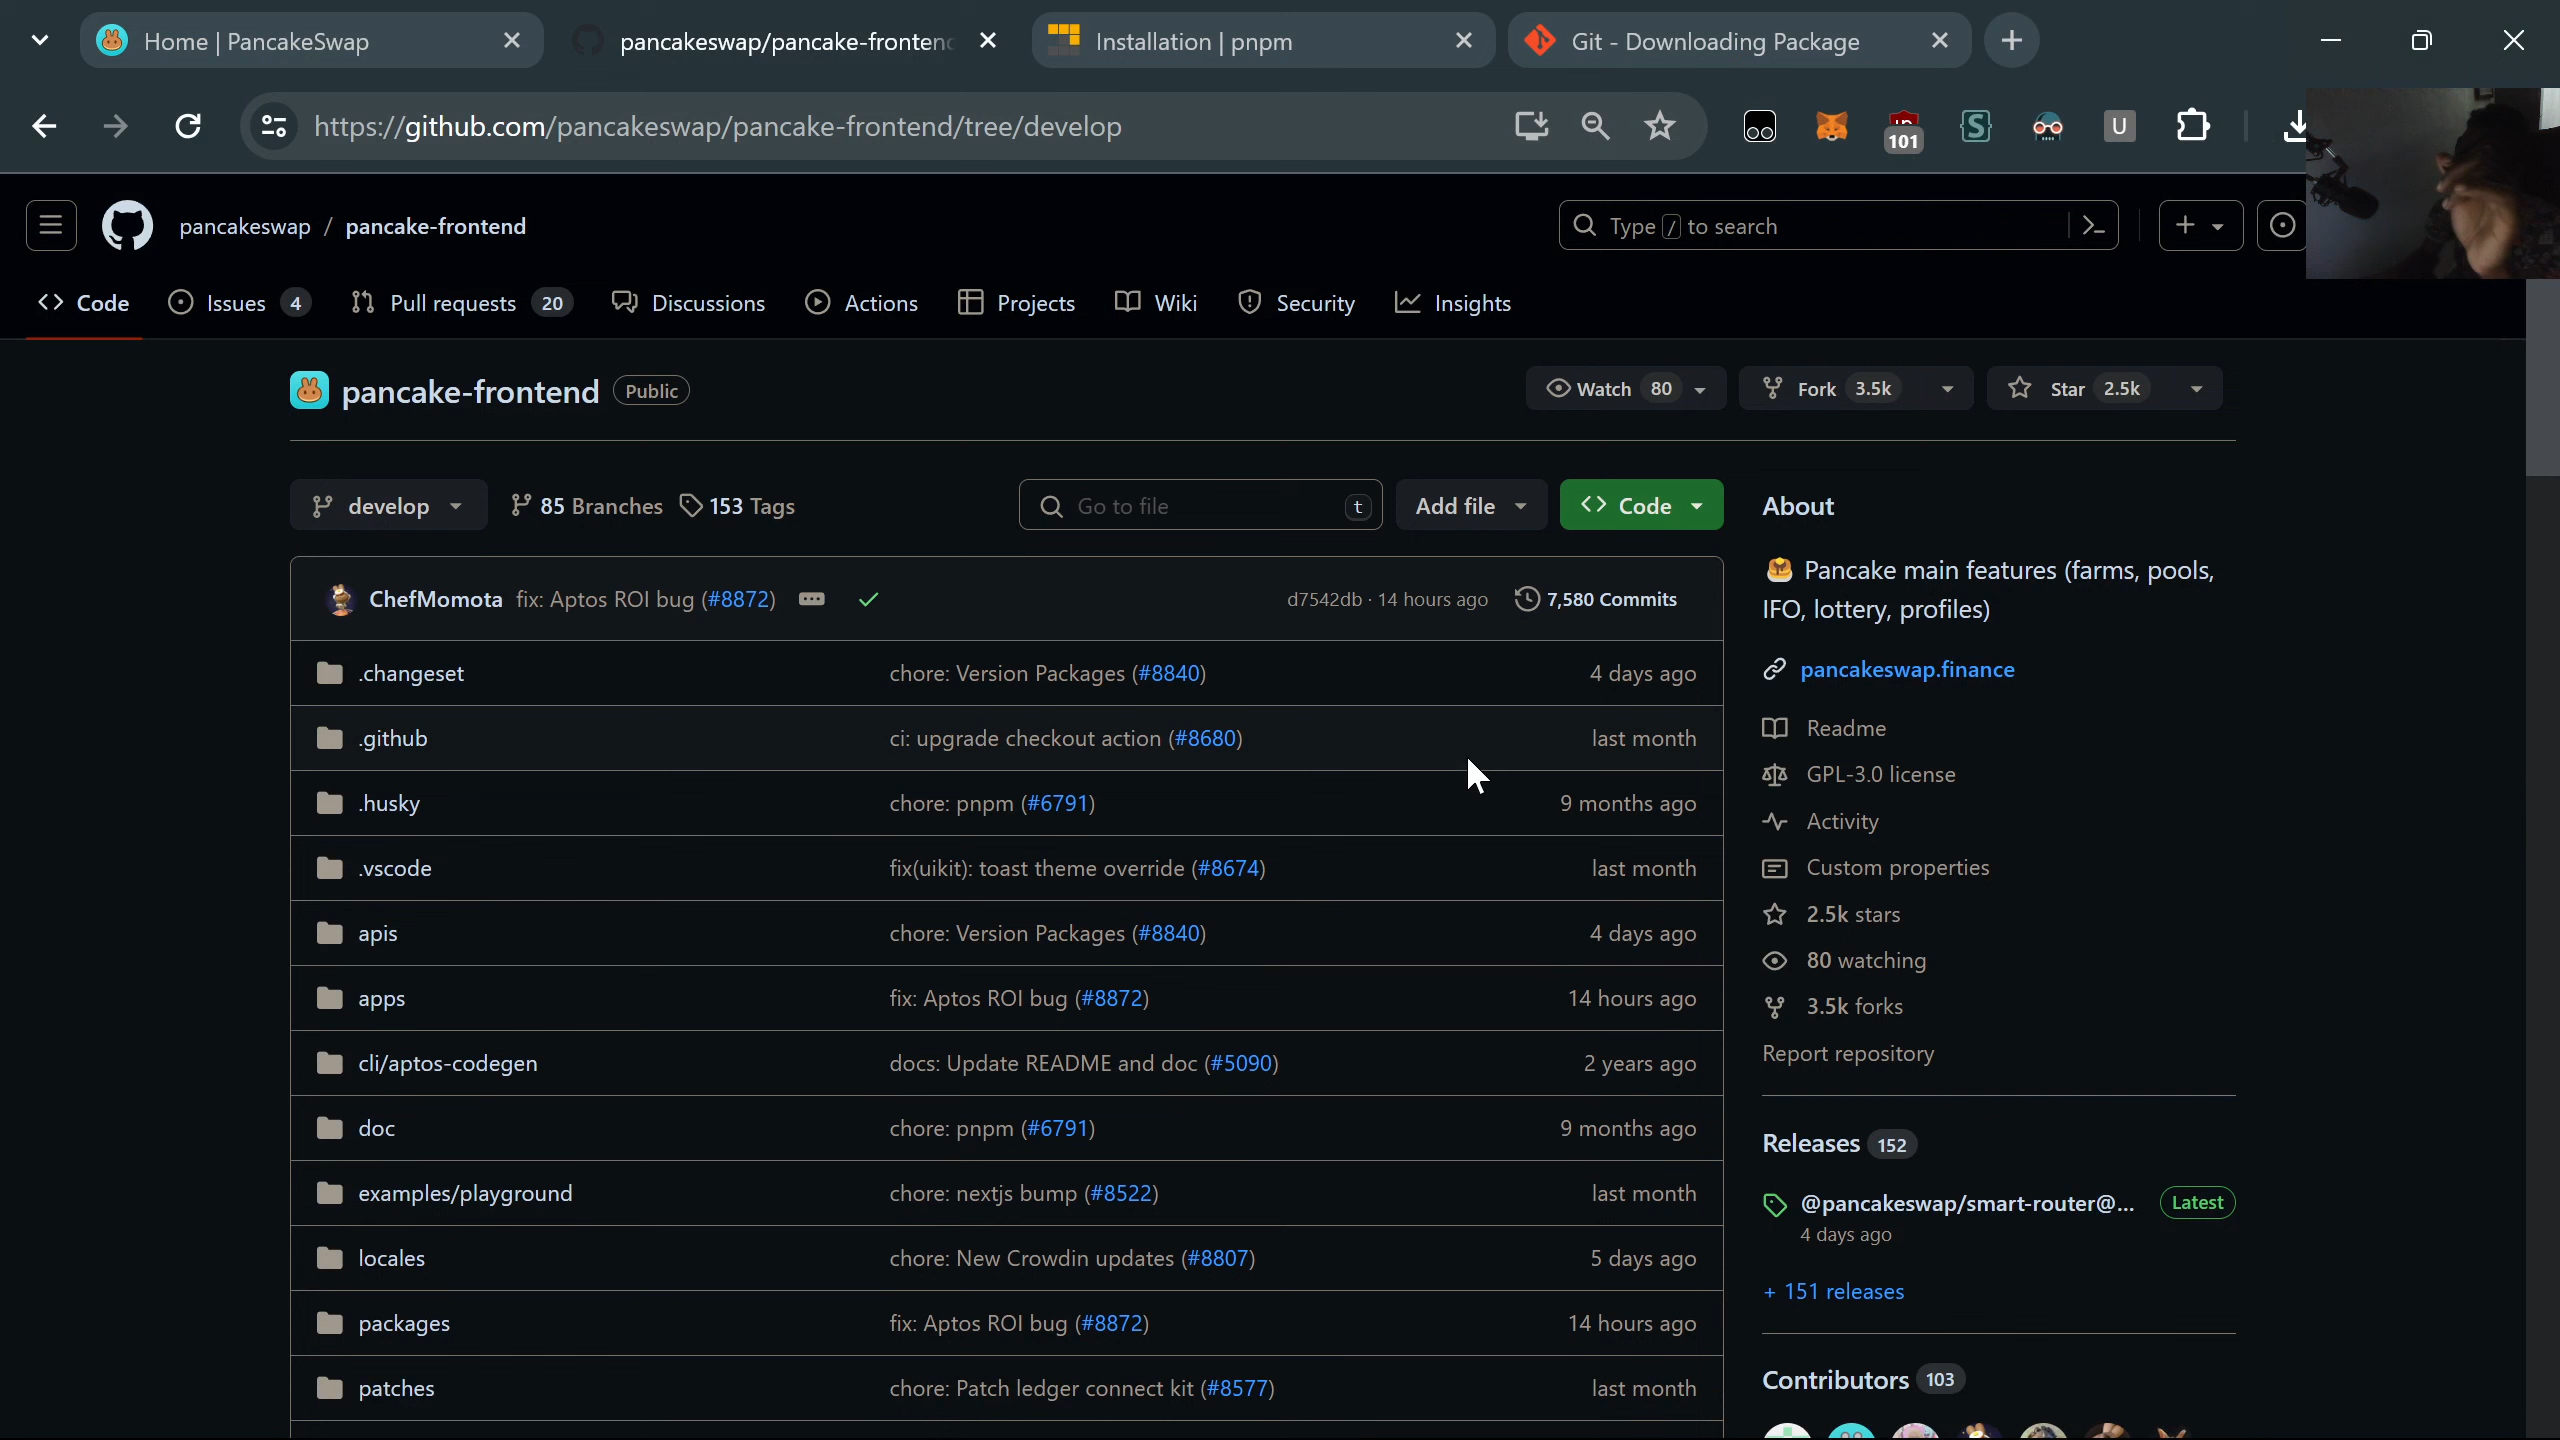 Home | PancakeSwap
pancakeswap/pancake-frontend
Installation | pnpm
Git - Downloading Package
https://github.com/pancakeswap/pancake-frontend/tree/develop
101
U
pancakeswap / pancake-frontend
Type / to search
Code
Issues 4
Pull requests 20
Discussions
Actions
Projects
Wiki
Security
Insights
pancake-frontend Public
Watch 80
Fork 3.5k
Star 2.5k
develop
85 Branches
153 Tags
Go to file t
Add file
Code
ChefMomota fix: Aptos ROI bug (#8872)
d7542db · 14 hours ago
7,580 Commits
.changeset chore: Version Packages (#8840) 4 days ago
.github ci: upgrade checkout action (#8680) last month
.husky chore: pnpm (#6791) 9 months ago
.vscode fix(uikit): toast theme override (#8674) last month
apis chore: Version Packages (#8840) 4 days ago
apps fix: Aptos ROI bug (#8872) 14 hours ago
cli/aptos-codegen docs: Update README and doc (#5090) 2 years ago
doc chore: pnpm (#6791) 9 months ago
examples/playground chore: nextjs bump (#8522) last month
locales chore: New Crowdin updates (#8807) 5 days ago
packages fix: Aptos ROI bug (#8872) 14 hours ago
patches chore: Patch ledger connect kit (#8577) last month
About
Pancake main features (farms, pools,
IFO, lottery, profiles)
pancakeswap.finance
Readme
GPL-3.0 license
Activity
Custom properties
2.5k stars
80 watching
3.5k forks
Report repository
Releases 152
@pancakeswap/smart-router@... Latest
4 days ago
+ 151 releases
Contributors 103